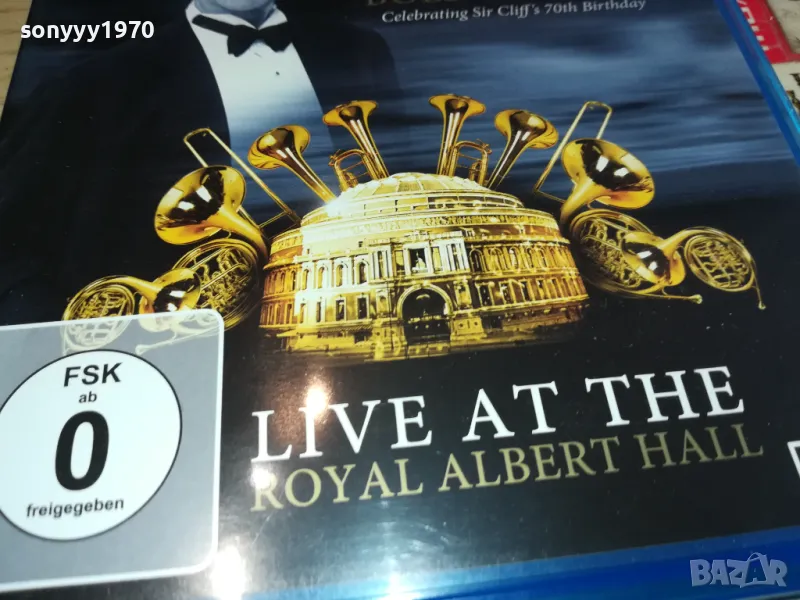 sonyyy1970
Celebrating Sir Cliff's 70th Birthday
FSK
ab
0
freigegeben
LIVE AT THE
ROYAL ALBERT HALL
BAZAR